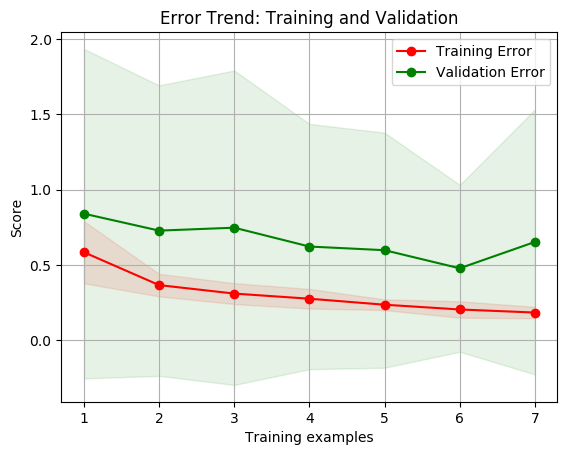 Error Trend: Training and Validation
Training Error
Validation Error
2.0
1.5
1.0
0.5
0.0
Score
1 2 3 4 5 6 7
Training examples